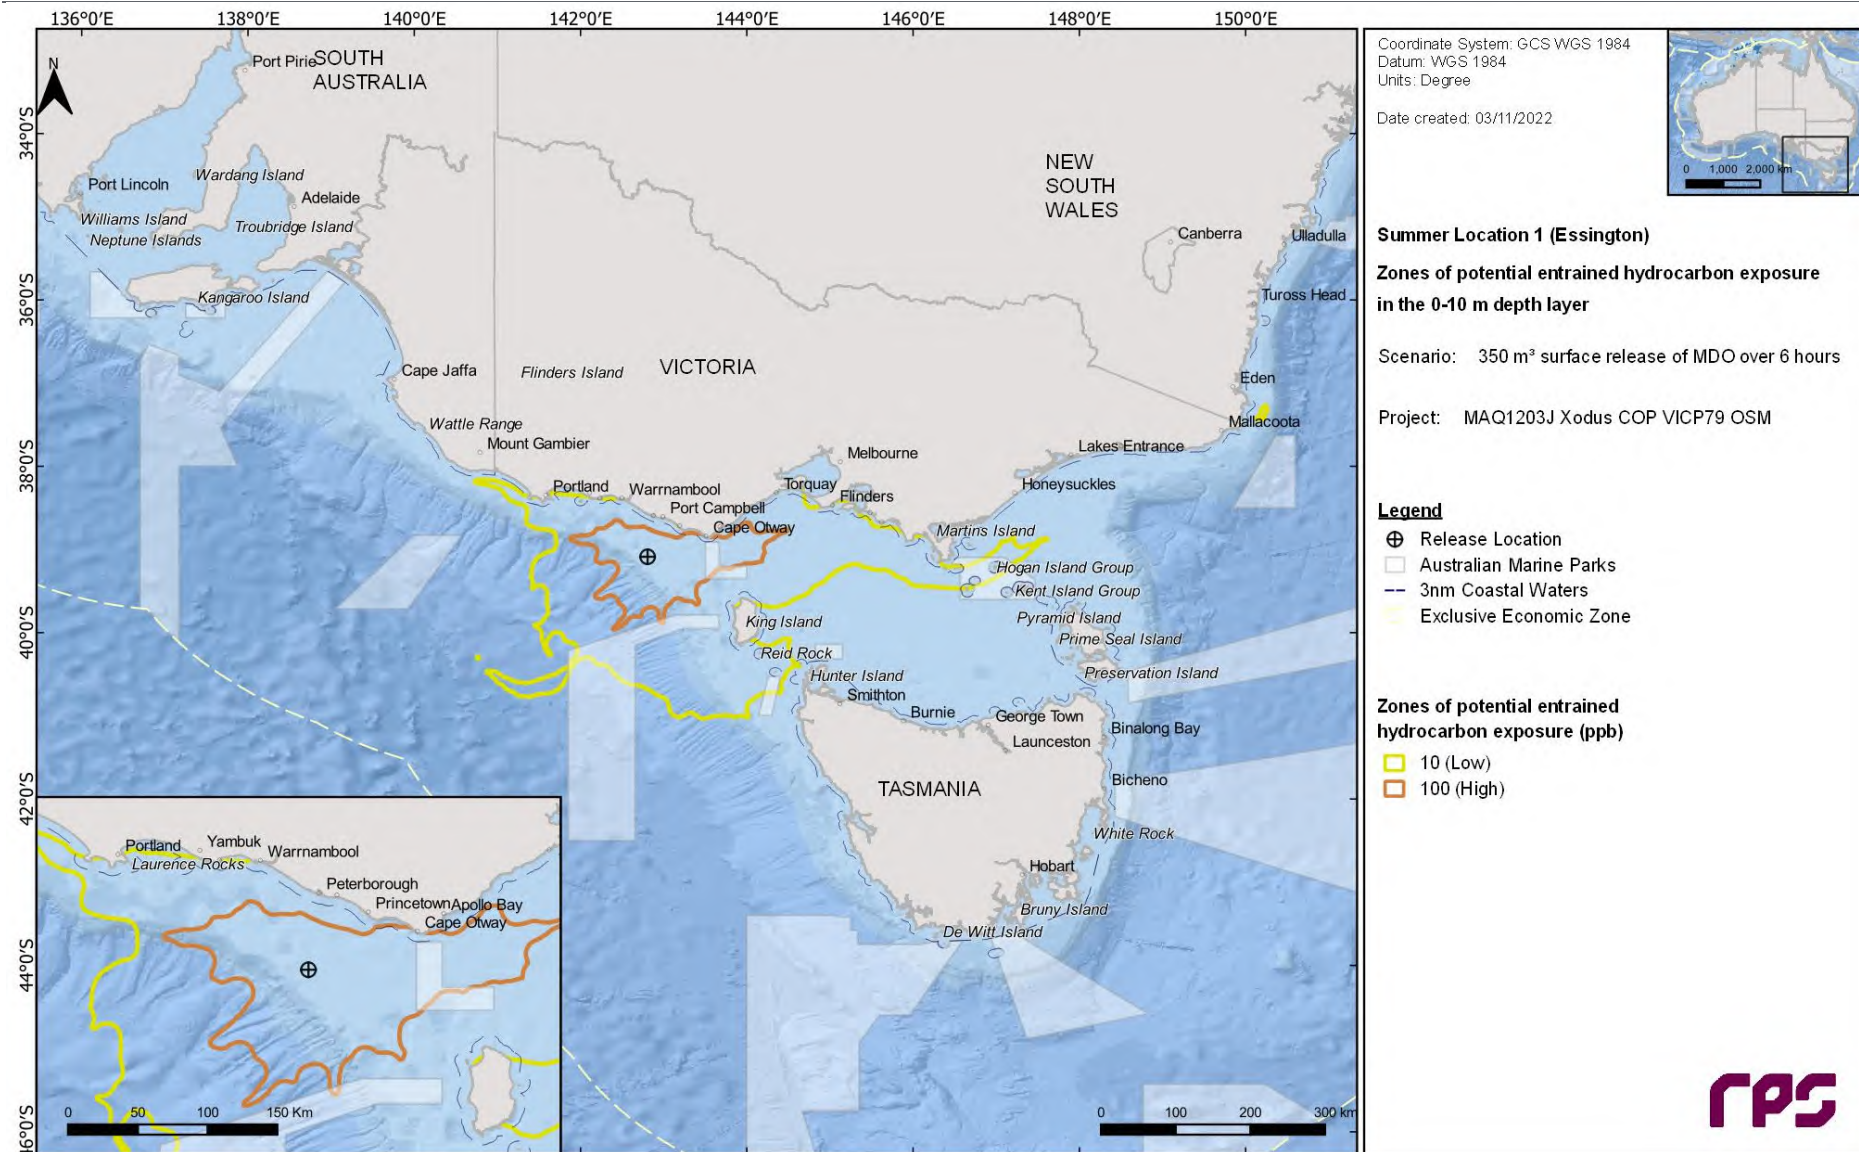 136°0'E 138°0'E 140°0'E 142°0'E 144°0'E 146°0'E 148°0'E 150°0'E
34°0'S
36°0'S
38°0'S
40°0'S
42°0'S
44°0'S
46°0'S
N
Port Pirie
SOUTH
AUSTRALIA
Port Lincoln
Wardang Island
Adelaide
Williams Island
Neptune Islands
Troubridge Island
Kangaroo Island
NEW
SOUTH
WALES
Canberra
Ulladulla
Tuross Head
Cape Jaffa
Flinders Island
VICTORIA
Eden
Mallacoota
Wattle Range
Mount Gambier
Melbourne
Lakes Entrance
Portland
Warrnambool
Torquay
Flinders
Honeysuckles
Port Campbell
Cape Otway
Martins Island
Hogan Island Group
Kent Island Group
King Island
Pyramid Island
Prime Seal Island
Reid Rock
Hunter Island
Preservation Island
Smithton
Burnie
George Town
Binalong Bay
Launceston
Bicheno
TASMANIA
White Rock
Hobart
Bruny Island
De Witt Island
0 100 200 300 km
Portland
Yambuk
Warrnambool
Laurence Rocks
Peterborough
Princetown
Apollo Bay
Cape Otway
0 50 100 150 Km
Coordinate System: GCS WGS 1984
Datum: WGS 1984
Units: Degree
Date created: 03/11/2022
0 1,000 2,000 km
Summer Location 1 (Essington)
Zones of potential entrained hydrocarbon exposure
in the 0-10 m depth layer
Scenario: 350 m³ surface release of MDO over 6 hours
Project: MAQ1203J Xodus COP VICP79 OSM
Legend
Release Location
Australian Marine Parks
3nm Coastal Waters
Exclusive Economic Zone
Zones of potential entrained
hydrocarbon exposure (ppb)
10 (Low)
100 (High)
rps